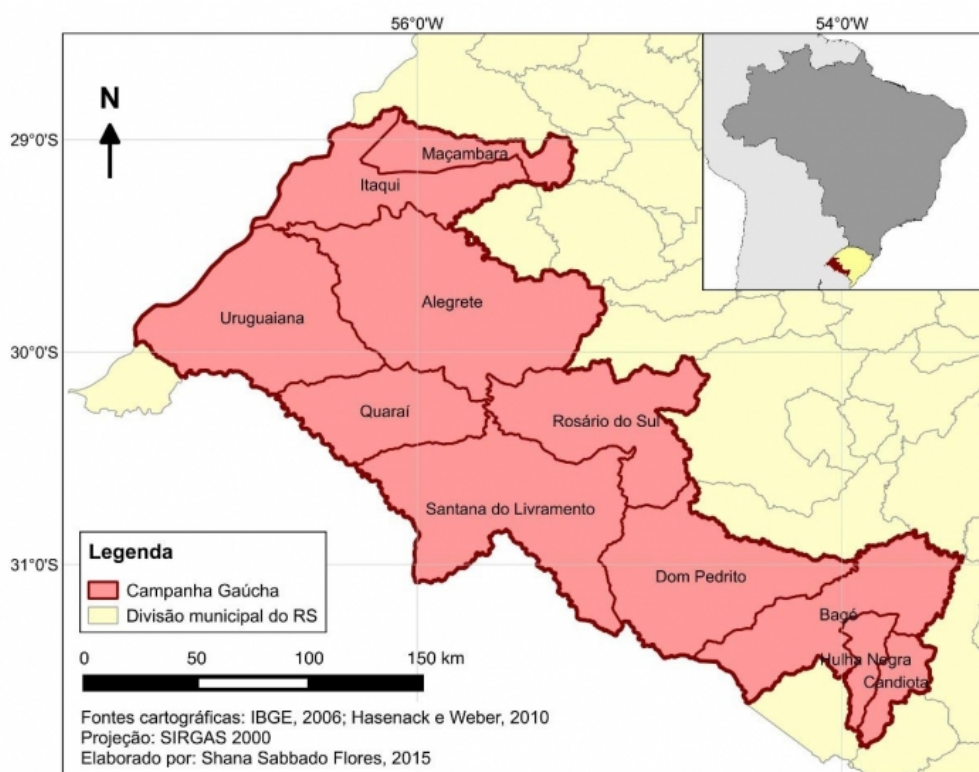 56°0'W
54°0'W
N
29°0'S
Maçambara
Itaqui
Alegrete
Uruguaiana
30°0'S
Quaraí
Rosário do Sul
Santana do Livramento
Legenda
31°0'S
Campanha Gaúcha
Dom Pedrito
Divisão municipal do RS
Bagé
0 50 100 150 km
Hulha Negra
Candiota
Fontes cartográficas: IBGE, 2006; Hasenack e Weber, 2010
Projeção: SIRGAS 2000
Elaborado por: Shana Sabbado Flores, 2015